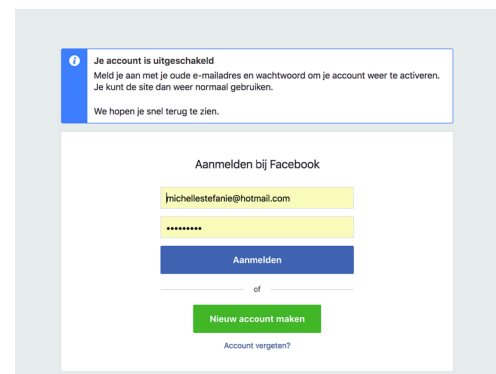 Je account is uitgeschakeld
Meld je aan met je oude e-mailadres en wachtwoord om je account weer te activeren.
Je kunt de site dan weer normaal gebruiken.
We hopen je snel terug te zien.
Aanmelden bij Facebook
michellestefanie@hotmail.com
•••••••••
Aanmelden
of
Nieuw account maken
Account vergeten?